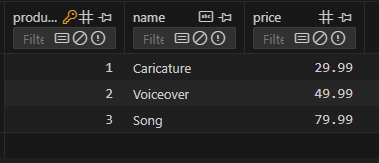 produ... name price
Filte Filte Filte
1 Caricature 29.99
2 Voiceover 49.99
3 Song 79.99